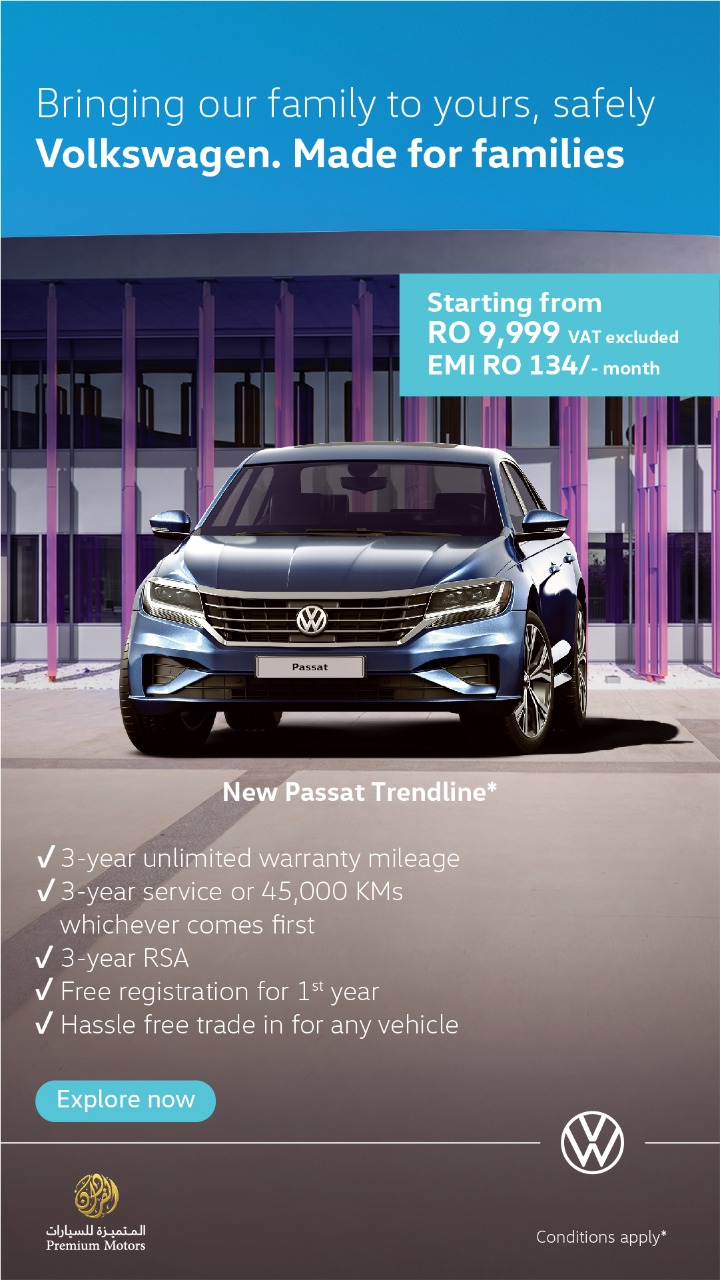 Bringing our family to yours, safely
Volkswagen. Made for families
Starting from
RO 9,999 VAT excluded
EMI RO 134/- month
Passat
New Passat Trendline*
✓ 3-year unlimited warranty mileage
✓ 3-year service or 45,000 KMs
whichever comes first
✓ 3-year RSA
✓ Free registration for 1st year
✓ Hassle free trade in for any vehicle
Explore now
المتميزة للسيارات
Premium Motors
Conditions apply*